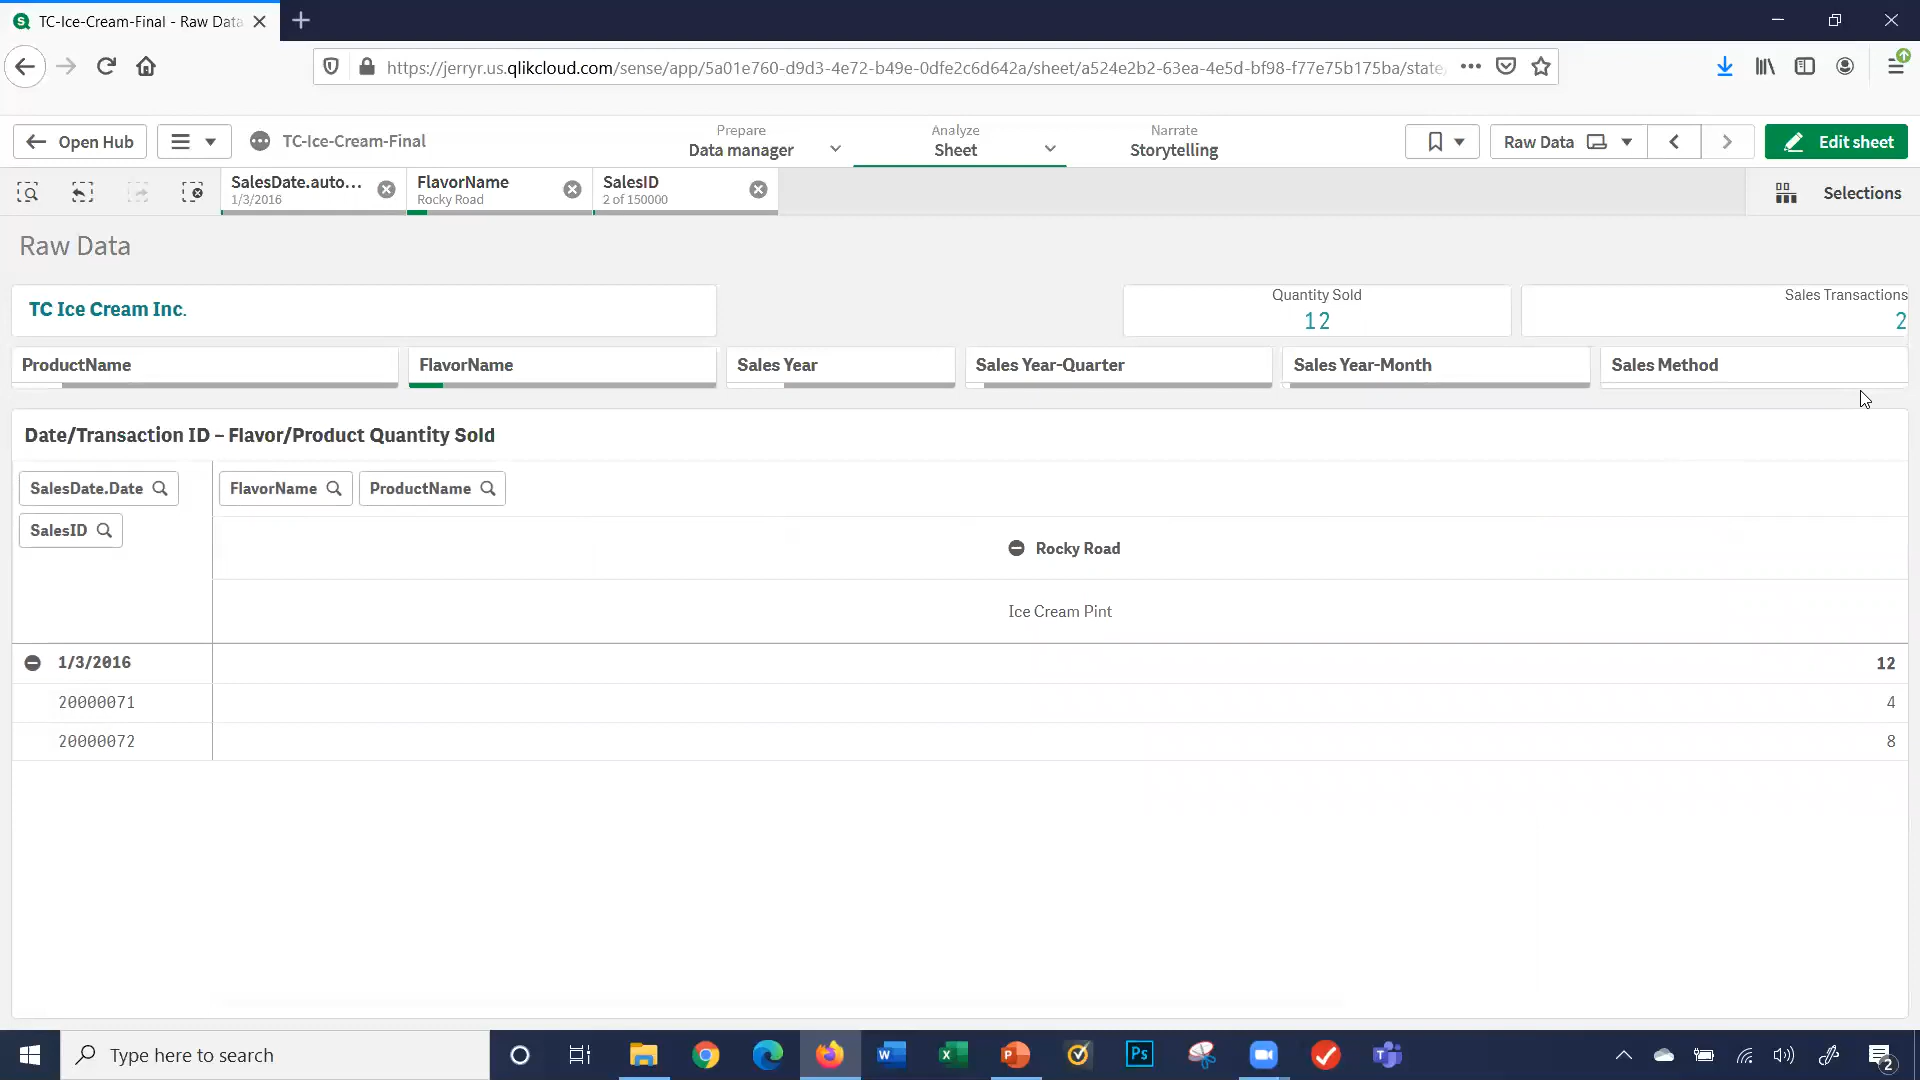 TC-Ice-Cream-Final - Raw Data
https://jerryr.us.qlikcloud.com/sense/app/5a01e760-d9d3-4e72-b49e-0dfe2c6d642a/sheet/a524e2b2-63ea-4e5d-bf98-f77e75b175ba/state
Open Hub
TC-Ice-Cream-Final
Prepare
Data manager
Analyze
Sheet
Narrate
Storytelling
Raw Data
Edit sheet
SalesDate.auto...
1/3/2016
FlavorName
Rocky Road
SalesID
2 of 150000
Selections
Raw Data
TC Ice Cream Inc.
Quantity Sold
12
Sales Transactions
2
ProductName
FlavorName
Sales Year
Sales Year-Quarter
Sales Year-Month
Sales Method
Date/Transaction ID – Flavor/Product Quantity Sold
SalesDate.Date
FlavorName
ProductName
SalesID
Rocky Road
Ice Cream Pint
1/3/2016 12
20000071 4
20000072 8
Type here to search
2